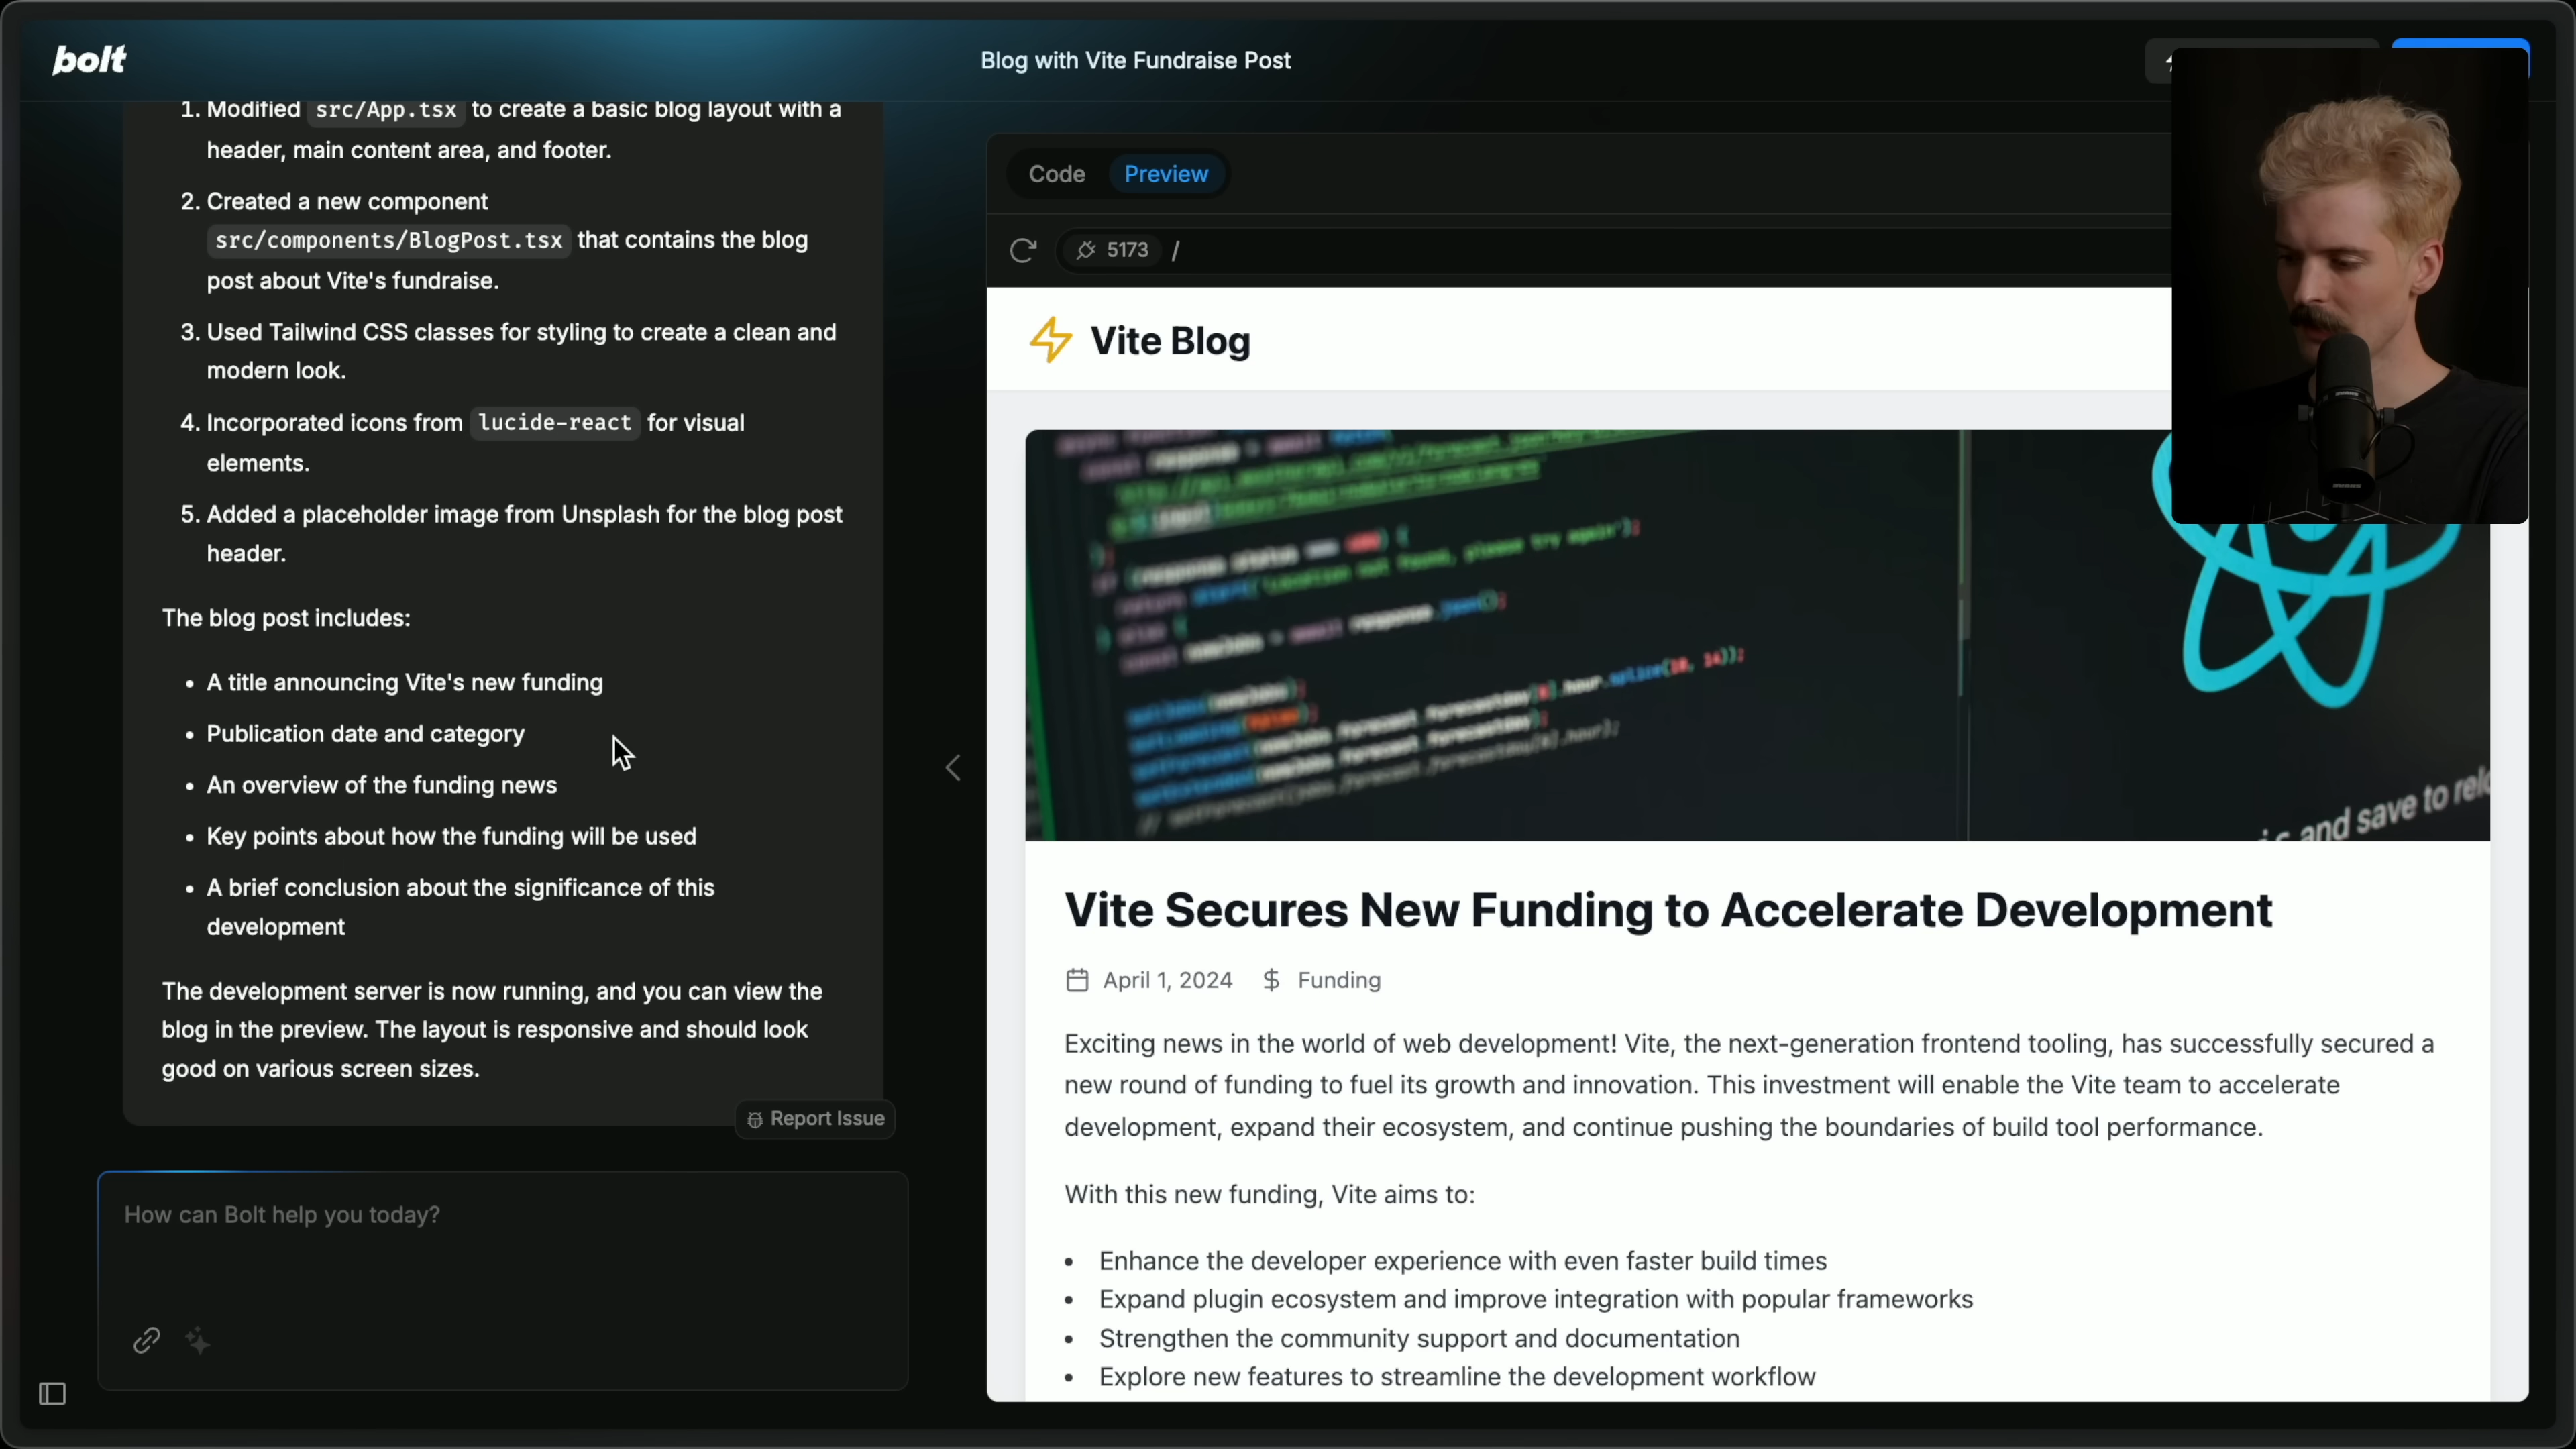 bolt
Blog with Vite Fundraise Post
1. Modified src/App.tsx to create a basic blog layout with a
header, main content area, and footer.
2. Created a new component
src/components/BlogPost.tsx that contains the blog
post about Vite's fundraise.
3. Used Tailwind CSS classes for styling to create a clean and
modern look.
4. Incorporated icons from lucide-react for visual
elements.
5. Added a placeholder image from Unsplash for the blog post
header.
The blog post includes:
• A title announcing Vite's new funding
• Publication date and category
• An overview of the funding news
• Key points about how the funding will be used
• A brief conclusion about the significance of this
development
The development server is now running, and you can view the
blog in the preview. The layout is responsive and should look
good on various screen sizes.
Report Issue
How can Bolt help you today?
Code Preview
5173 /
Vite Blog
and save to
Vite Secures New Funding to Accelerate Development
April 1, 2024 $ Funding
Exciting news in the world of web development! Vite, the next-generation frontend tooling, has successfully secured a
new round of funding to fuel its growth and innovation. This investment will enable the Vite team to accelerate
development, expand their ecosystem, and continue pushing the boundaries of build tool performance.
With this new funding, Vite aims to:
• Enhance the developer experience with even faster build times
• Expand plugin ecosystem and improve integration with popular frameworks
• Strengthen the community support and documentation
• Explore new features to streamline the development workflow